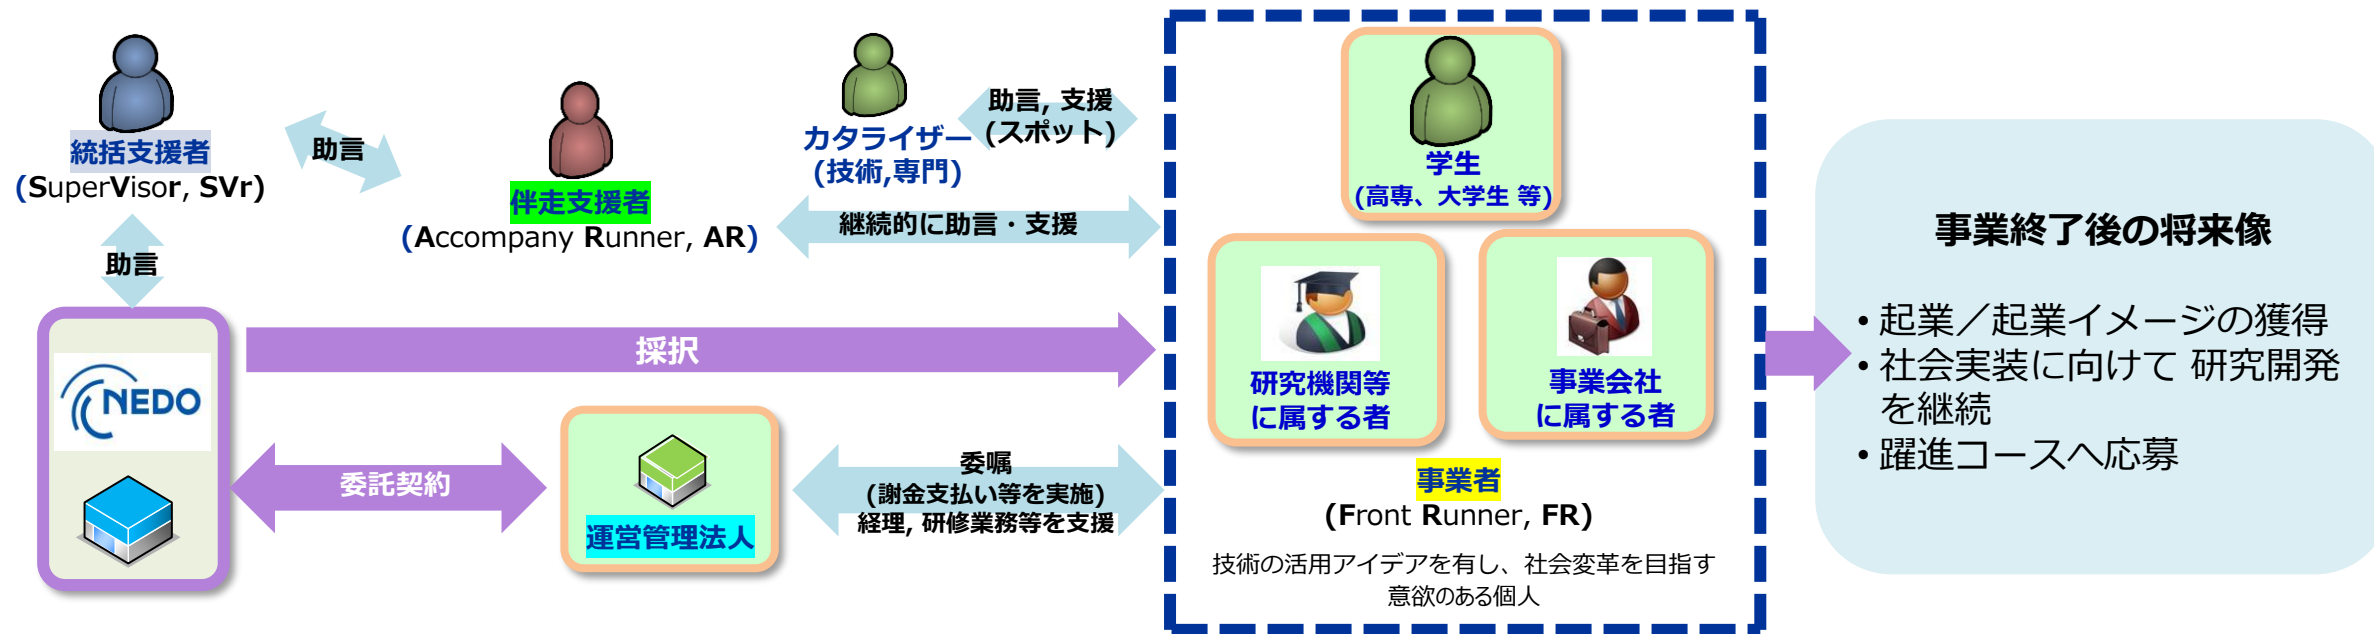 統括支援者
(SuperVisor, SVr)
助言
助言
NEDO
伴走支援者
(Accompany Runner, AR)
カタライザー
(技術,専門)
助言, 支援
(スポット)
継続的に助言・支援
採択
委託契約
運営管理法人
委嘱
(謝金支払い等を実施)
経理, 研修業務等を支援
学生
(高専、大学生 等)
研究機関等
に属する者
事業会社
に属する者
事業者
(Front Runner, FR)
技術の活用アイデアを有し、社会変革を目指す
意欲のある個人
事業終了後の将来像
• 起業／起業イメージの獲得
• 社会実装に向けて 研究開発
を継続
• 躍進コースへ応募